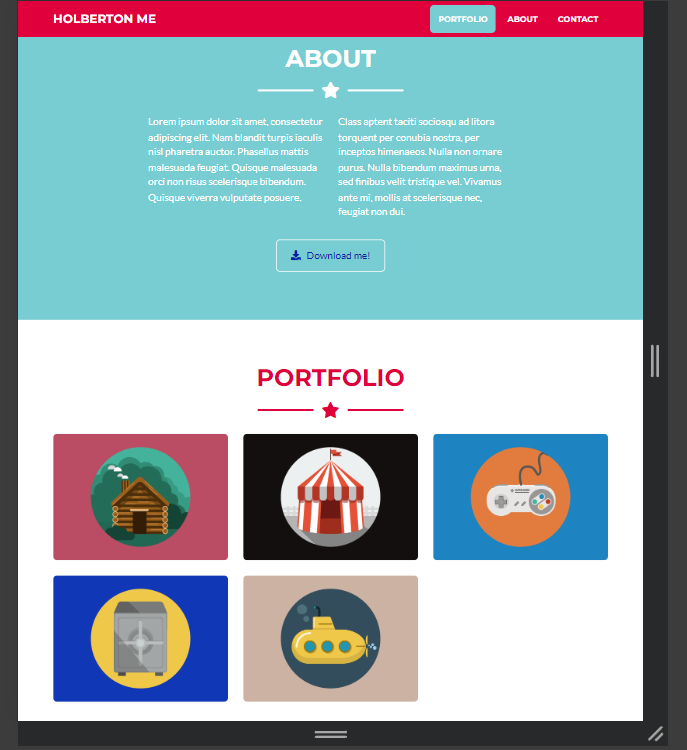 HOLBERTON ME
PORTFOLIO
ABOUT
CONTACT
ABOUT
Lorem ipsum dolor sit amet, consectetur
adipiscing elit. Nam blandit turpis iaculis
nisl pharetra auctor. Phasellus mattis
malesuada feugiat. Quisque malesuada
orci non risus scelerisque bibendum.
Quisque viverra vulputate posuere.
Class aptent taciti sociosqu ad litora
torquent per conubia nostra, per
inceptos himenaeos. Nulla non ornare
purus. Nulla bibendum maximus urna,
sed finibus velit tristique vel. Vivamus
ante mi, mollis at scelerisque nec,
feugiat non dui.
Download me!
PORTFOLIO